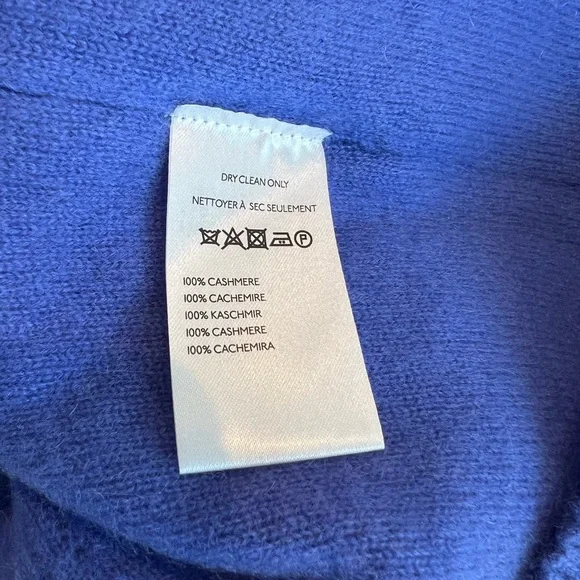 DRY CLEAN ONLY
NETTOYER À SEC SEULEMENT
P
100% CASHMERE
100% CACHEMIRE
100% KASCHMIR
100% CASHMERE
100% CACHEMIRA